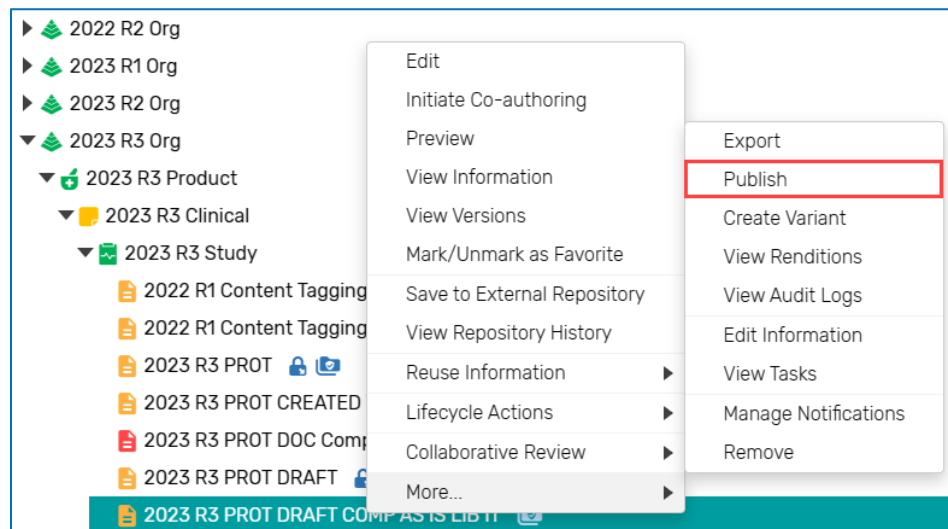 2022 R2 Org
2023 R1 Org
2023 R2 Org
2023 R3 Org
2023 R3 Product
2023 R3 Clinical
2023 R3 Study
2022 R1 Content Tagging
2022 R1 Content Tagging
2023 R3 PROT
2023 R3 PROT CREATED
2023 R3 PROT DOC Comp
2023 R3 PROT DRAFT
2023 R3 PROT DRAFT COMP AS IS LIB IT
Edit
Initiate Co-authoring
Preview
View Information
View Versions
Mark/Unmark as Favorite
Save to External Repository
View Repository History
Reuse Information
Lifecycle Actions
Collaborative Review
More...
Export
Publish
Create Variant
View Renditions
View Audit Logs
Edit Information
View Tasks
Manage Notifications
Remove